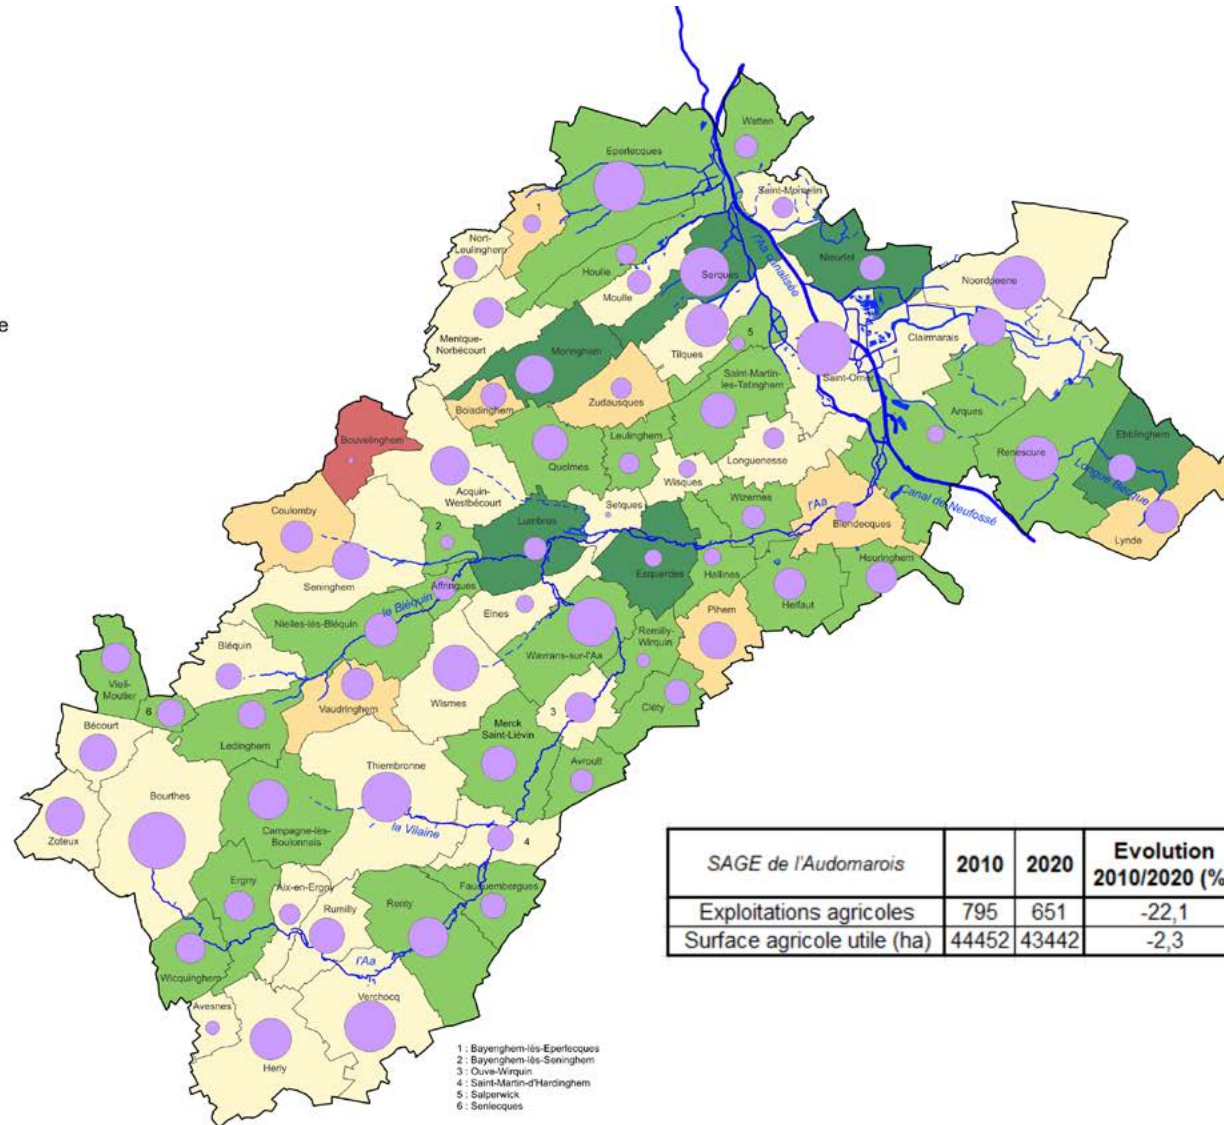 Watten
Eperlecques
Saint-Momelin
1
Nort-
Leulinghem
Houlle
Moulle
Serques
l'Aa canalisée
Nieurlet
Noordpeene
Mentque-
Norbécourt
Moringhem
Tilques
5
Clairmarais
Saint-Omer
Boisdinghem
Zudausques
Saint-Martin-
les-Tatinghem
Arques
Bouvelinghem
Quelmes
Leulinghem
Longuenesse
Renescure
Ebblinghem
Longue Becque
Acquin-
Westbécourt
Wisques
Setques
Wizernes
l'Aa
Blendecques
Canal de Neufossé
Lynde
Coulomby
2
Lumbres
Seninghem
Affringues
Esquerdes
Hallines
Helfaut
Heuringhem
le Bléquin
Elnes
Nielles-lès-Bléquin
Wavrans-sur-l'Aa
Remilly-
Wirquin
Pihem
Bléquin
Vieil-
Moutier
Vaudringhem
Wismes
3
Cléty
6
Bécourt
Ledinghem
Merck
Saint-Liévin
Avroult
Thiembronne
Bourthes
Zoteux
Campagne-lès-
Boulonnais
la Vilaine
4
Ergny
Aix-en-Ergny
Rumilly
Renty
Fauquembergues
Wicquinghem
l'Aa
Avesnes
Verchocq
Herly
1 : Bayenghem-lès-Eperlecques
2 : Bayenghem-lès-Seninghem
3 : Ouve-Wirquin
4 : Saint-Martin-d'Hardinghem
5 : Salperwick
6 : Senlecques
SAGE de l'Audomarois 2010 2020 Evolution
2010/2020 (%
Exploitations agricoles 795 651 -22,1
Surface agricole utile (ha) 44452 43442 -2,3